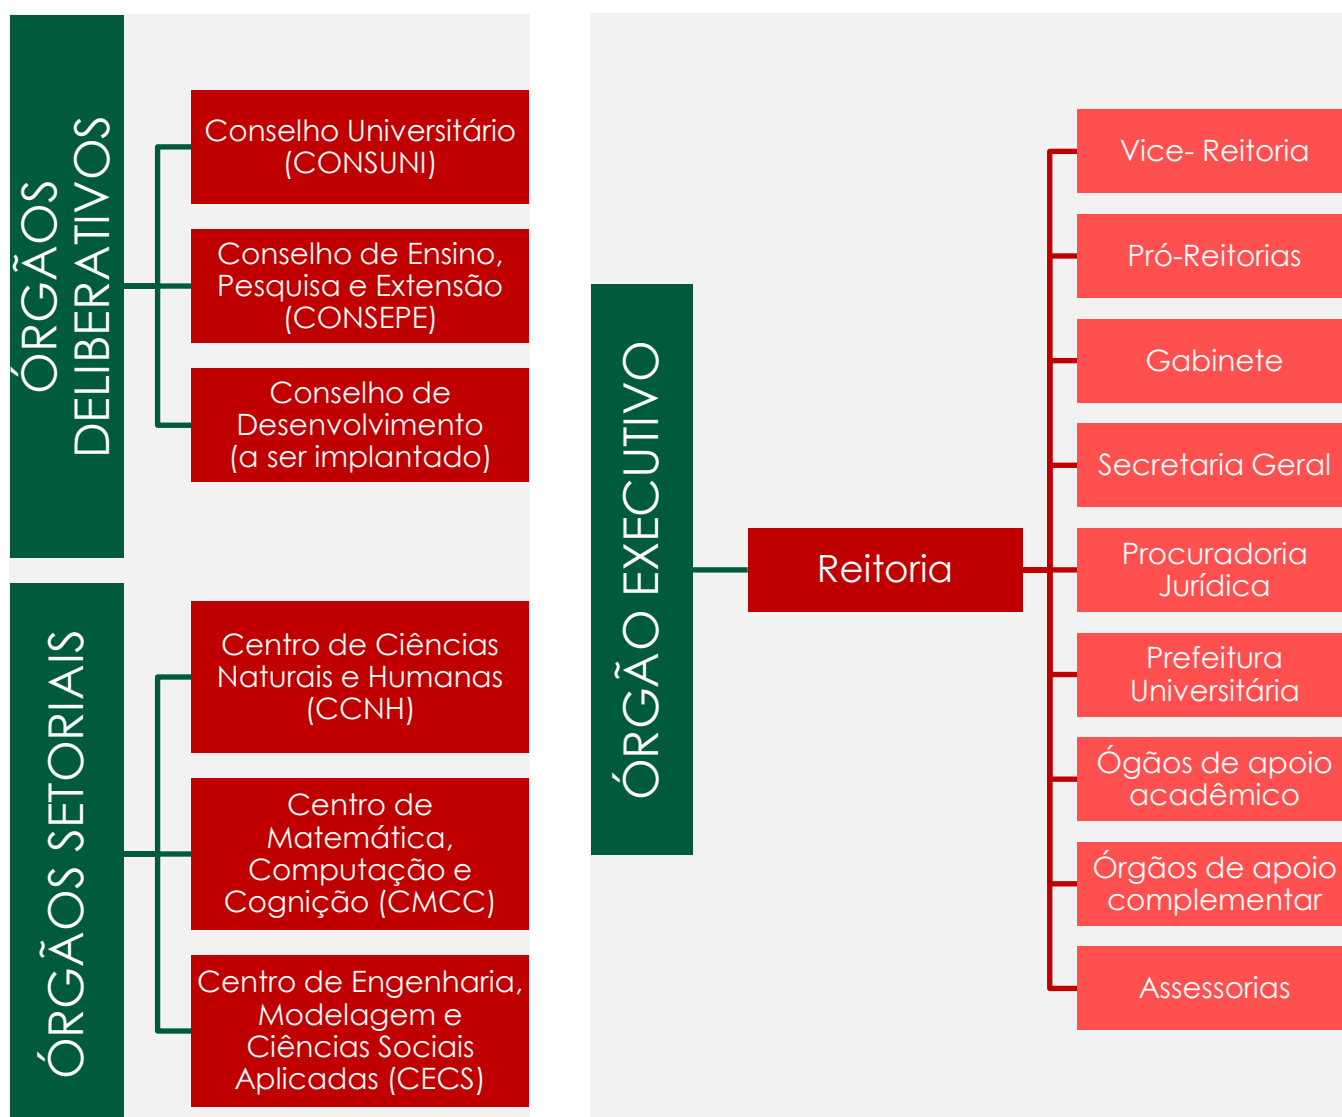 ÓRGÃOS
DELIBERATIVOS
Conselho Universitário
(CONSUNI)
Conselho de Ensino,
Pesquisa e Extensão
(CONSEPE)
Conselho de
Desenvolvimento
(a ser implantado)
ÓRGÃOS SETORIAIS
Centro de Ciências
Naturais e Humanas
(CCNH)
Centro de
Matemática,
Computação e
Cognição (CMCC)
Centro de Engenharia,
Modelagem e
Ciências Sociais
Aplicadas (CECS)
ÓRGÃO EXECUTIVO
Reitoria
Vice- Reitoria
Pró-Reitorias
Gabinete
Secretaria Geral
Procuradoria
Jurídica
Prefeitura
Universitária
Ógãos de apoio
acadêmico
Órgãos de apoio
complementar
Assessorias